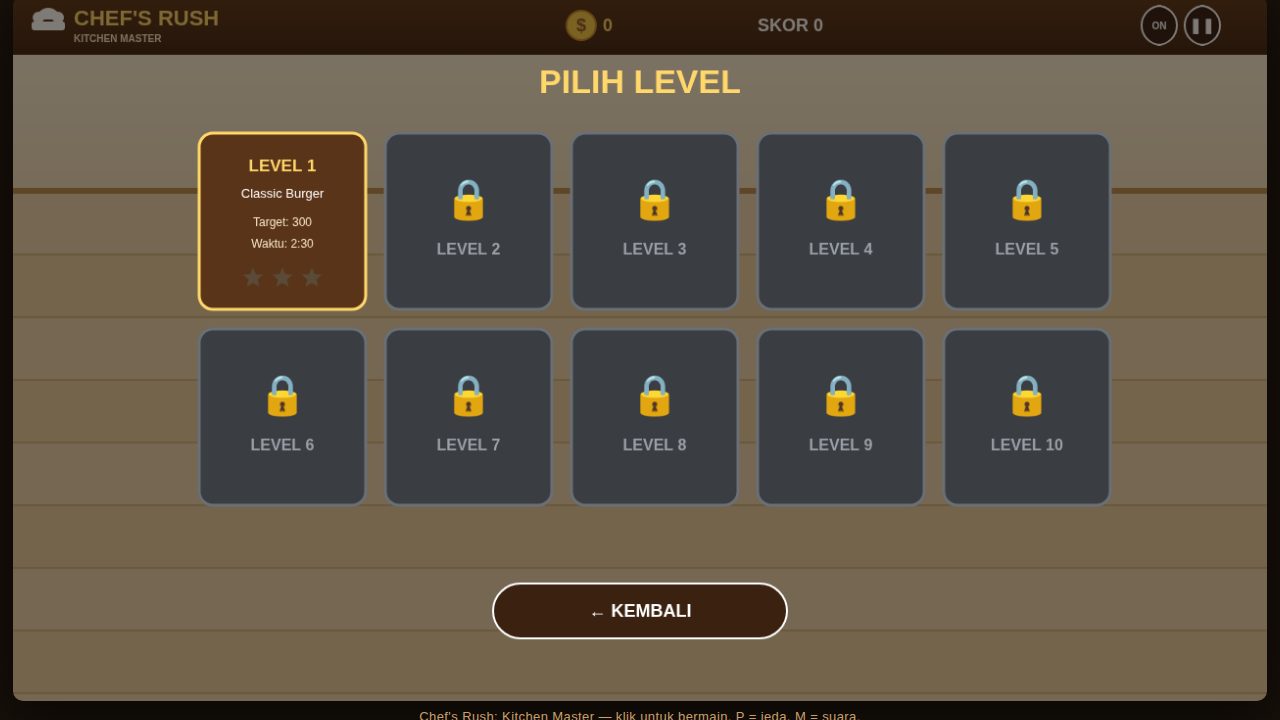 CHEF'S RUSH
KITCHEN MASTER
$ 0
SKOR 0
ON
PILIH LEVEL
LEVEL 1
Classic Burger
Target: 300
Waktu: 2:30
LEVEL 2
LEVEL 3
LEVEL 4
LEVEL 5
LEVEL 6
LEVEL 7
LEVEL 8
LEVEL 9
LEVEL 10
← KEMBALI
Chef's Rush: Kitchen Master — klik untuk bermain. P = jeda. M = suara.